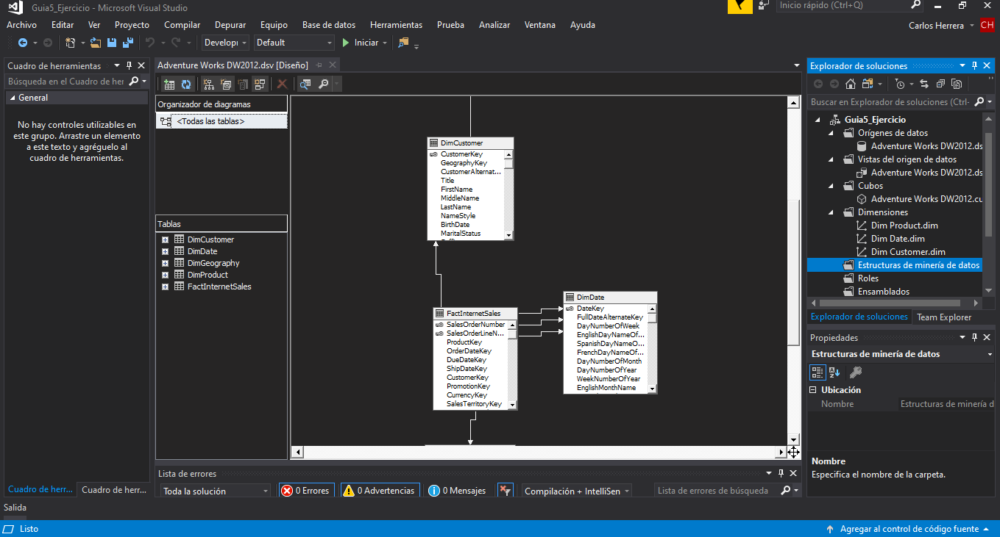 Guia5_Ejercicio - Microsoft Visual Studio
Inicio rápido (Ctrl+Q)
Archivo Editar Ver Proyecto Compilar Depurar Equipo Base de datos Herramientas Prueba Analizar Ventana Ayuda
Carlos Herrera CH
Developi Default Iniciar
Cuadro de herramientas
Búsqueda en el Cuadro de her
General
No hay controles utilizables en
este grupo. Arrastre un elemento
a este texto y agréguelo al
cuadro de herramientas.
Cuadro de herr... Cuadro de herr...
Adventure Works DW2012.dsv [Diseño]
Organizador de diagramas
<Todas las tablas>
Tablas
DimCustomer
DimDate
DimGeography
DimProduct
FactInternetSales
DimCustomer
CustomerKey
GeographyKey
CustomerAlternat...
Title
FirstName
MiddleName
LastName
NameStyle
BirthDate
MaritalStatus
FactInternetSales
SalesOrderNumber
SalesOrderLineN...
ProductKey
OrderDateKey
DueDateKey
ShipDateKey
CustomerKey
PromotionKey
CurrencyKey
SalesTerritoryKey
DimDate
DateKey
FullDateAlternateKey
DayNumberOfWeek
EnglishDayNameOf...
SpanishDayNameO...
FrenchDayNameOf...
DayNumberOfMonth
DayNumberOfYear
WeekNumberOfYear
EnglishMonthName
Lista de errores
Toda la solución 0 Errores 0 Advertencias 0 Mensajes Compilación + IntelliSen Lista de errores de búsqueda
Explorador de soluciones
Buscar en Explorador de soluciones (Ctrl-
Guia5_Ejercicio
Orígenes de datos
Adventure Works DW2012.ds
Vistas del origen de datos
Adventure Works DW2012.ds
Cubos
Adventure Works DW2012.cu
Dimensiones
Dim Product.dim
Dim Date.dim
Dim Customer.dim
Estructuras de minería de datos
Roles
Ensamblados
Explorador de soluciones Team Explorer
Propiedades
Estructuras de minería de datos
Ubicación
Nombre Estructuras de minería d
Nombre
Especifica el nombre de la carpeta.
Salida
Listo
Agregar al control de código fuente